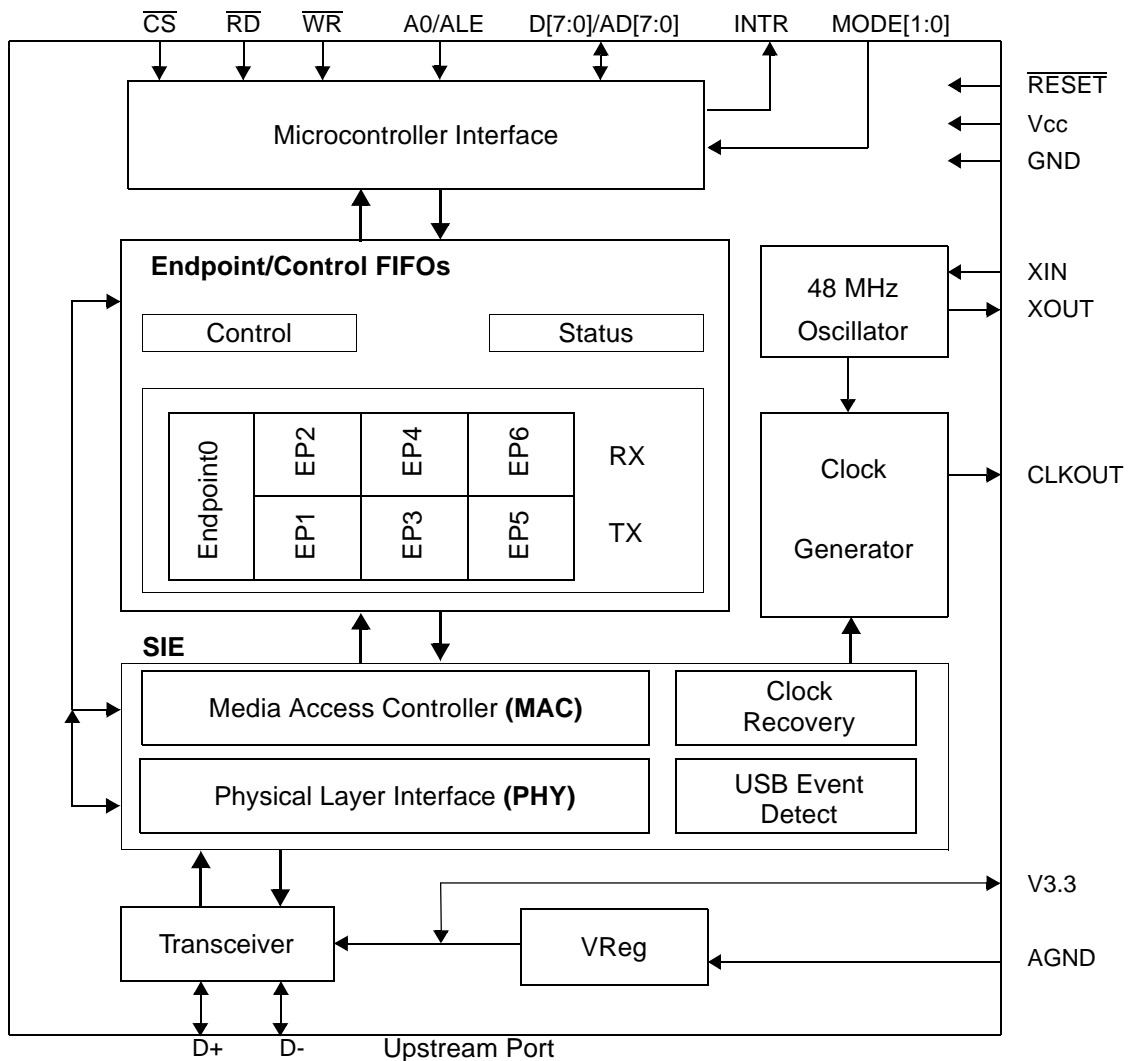 CS RD WR A0/ALE D[7:0]/AD[7:0] INTR MODE[1:0]
RESET
Vcc
GND
Microcontroller Interface
Endpoint/Control FIFOs
Control
Status
XIN
XOUT
48 MHz
Oscillator
Endpoint0
EP2
EP4
EP6
RX
EP1
EP3
EP5
TX
Clock
Generator
CLKOUT
SIE
Media Access Controller (MAC)
Clock
Recovery
Physical Layer Interface (PHY)
USB Event
Detect
V3.3
Transceiver
VReg
AGND
D+ D- Upstream Port